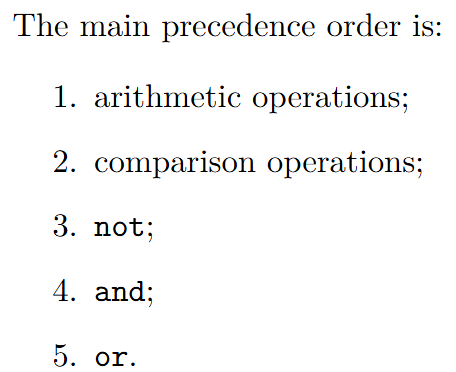 The main precedence order is:
1. arithmetic operations;
2. comparison operations;
3. not;
4. and;
5. or.